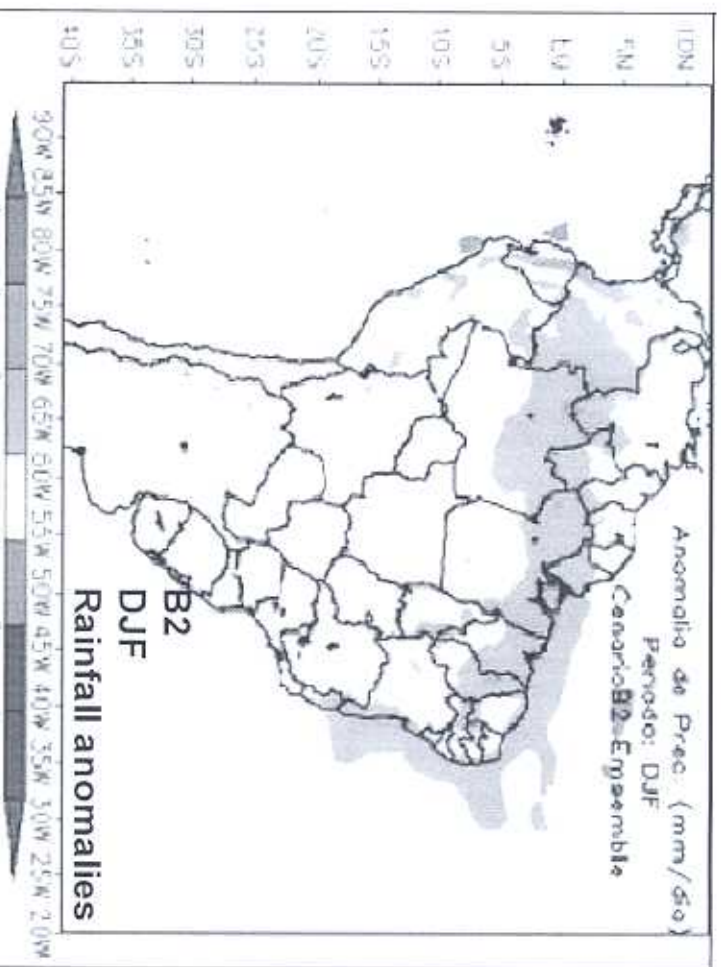 Anomalia de Prec. (mm/dia)
Periodo: DJF
Cenario B2-Ensemble
10N
5N
EQ
5S
10S
15S
20S
25S
30S
35S
40S
B2
DJF
Rainfall anomalies
90W 85W 80W 75W 70W 65W 60W 55W 50W 45W 40W 35W 30W 25W 20W